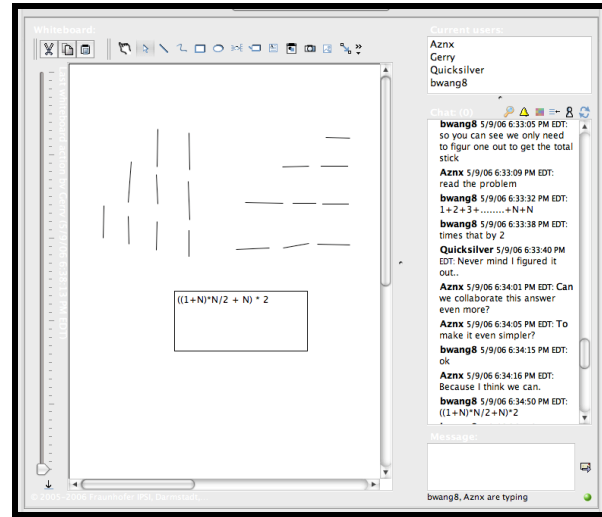 Whiteboard:
((1+N)*N/2 + N) * 2
© 2005-2006 Fraunhofer IPSI, Darmstadt,
Current users:
Aznx
Gerry
Quicksilver
bwang8
Chat: (0)
bwang8 5/9/06 6:33:05 PM EDT:
so you can see we only need
to figur one out to get the total
stick
Aznx 5/9/06 6:33:09 PM EDT:
read the problem
bwang8 5/9/06 6:33:32 PM EDT:
1+2+3+........+N+N
bwang8 5/9/06 6:33:38 PM EDT:
times that by 2
Quicksilver 5/9/06 6:33:40 PM
EDT: Never mind I figured it
out..
Aznx 5/9/06 6:34:01 PM EDT: Can
we collaborate this answer
even more?
Aznx 5/9/06 6:34:05 PM EDT: To
make it even simpler?
bwang8 5/9/06 6:34:15 PM EDT:
ok
Aznx 5/9/06 6:34:16 PM EDT:
Because I think we can.
bwang8 5/9/06 6:34:50 PM EDT:
((1+N)*N/2+N)*2
Message:
bwang8, Aznx are typing